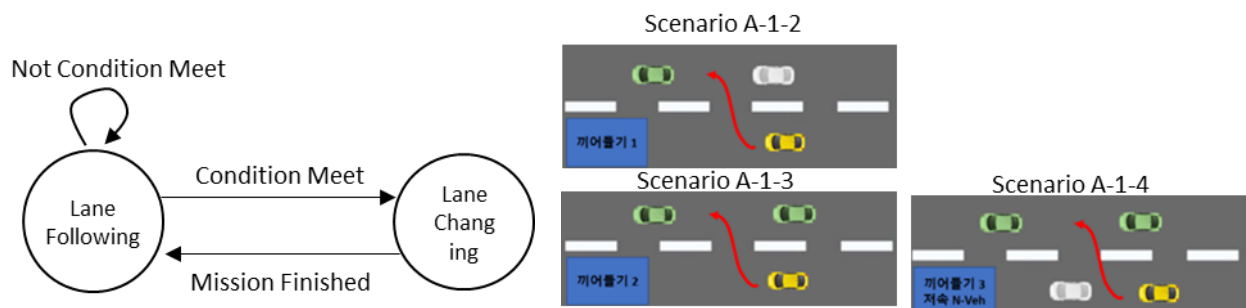 Not Condition Meet
Lane
Following
Condition Meet
Mission Finished
Lane
Chang
ing
Scenario A-1-2
끼어들기 1
Scenario A-1-3
끼어들기 2
Scenario A-1-4
끼어들기 3
저속 N-Veh